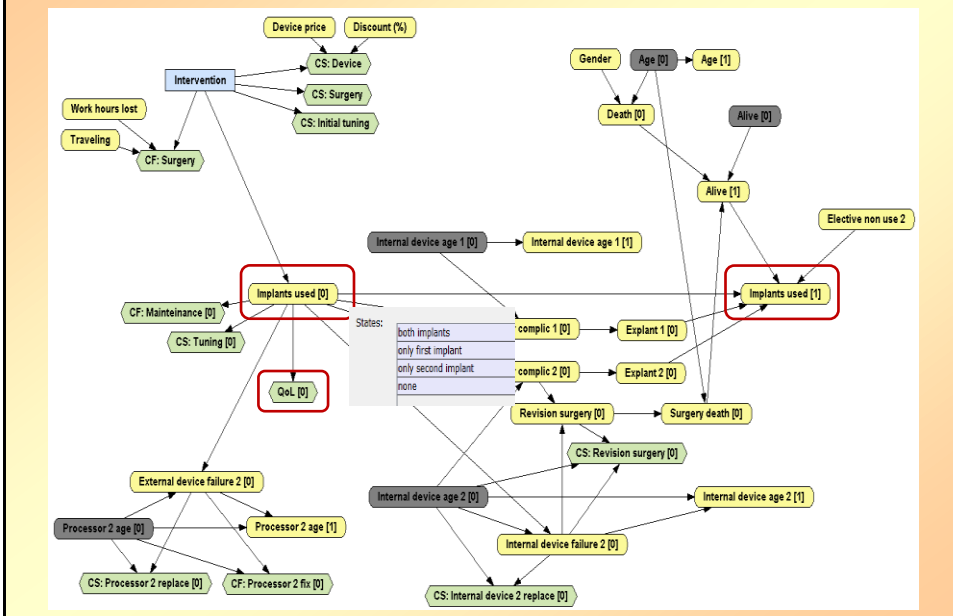 Device price
Discount (%)
CS: Device
Intervention
CS: Surgery
CS: Initial tuning
Work hours lost
Traveling
CF: Surgery
Gender
Age [0]
Age [1]
Death [0]
Alive [0]
Alive [1]
Elective non use 2
Internal device age 1 [0]
Internal device age 1 [1]
Implants used [0]
Implants used [1]
CF: Mainteinance [0]
CS: Tuning [0]
QoL [0]
States:
both implants
only first implant
only second implant
none
complic 1 [0]
Explant 1 [0]
complic 2 [0]
Explant 2 [0]
Revision surgery [0]
Surgery death [0]
CS: Revision surgery [0]
External device failure 2 [0]
Internal device age 2 [0]
Internal device age 2 [1]
Processor 2 age [0]
Processor 2 age [1]
Internal device failure 2 [0]
CS: Processor 2 replace [0]
CF: Processor 2 fix [0]
CS: Internal device 2 replace [0]